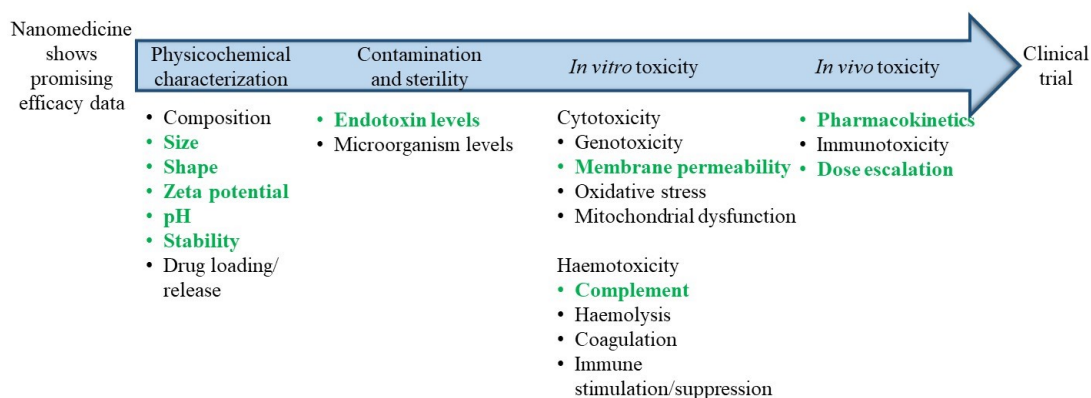 Nanomedicine
shows
promising
efficacy data
Physicochemical
characterization
Contamination
and sterility
In vitro toxicity
In vivo toxicity
Clinical
trial
• Composition
• Size
• Shape
• Zeta potential
• pH
• Stability
• Drug loading/
release
• Endotoxin levels
• Microorganism levels
Cytotoxicity
• Genotoxicity
• Membrane permeability
• Oxidative stress
• Mitochondrial dysfunction
Haemotoxicity
• Complement
• Haemolysis
• Coagulation
• Immune
stimulation/suppression
• Pharmacokinetics
• Immunotoxicity
• Dose escalation